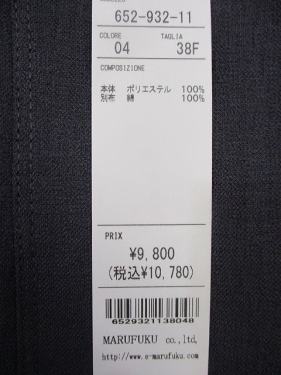 652-932-11
COLORE TAGLIA
04 38F
COMPOSIZIONE
本体 ポリエステル 100%
別布 綿 100%
PRIX
¥9,800
(税込¥10,780)
6529321138048
MARUFUKU co.,ltd,
http://www.e-marufuku.com/